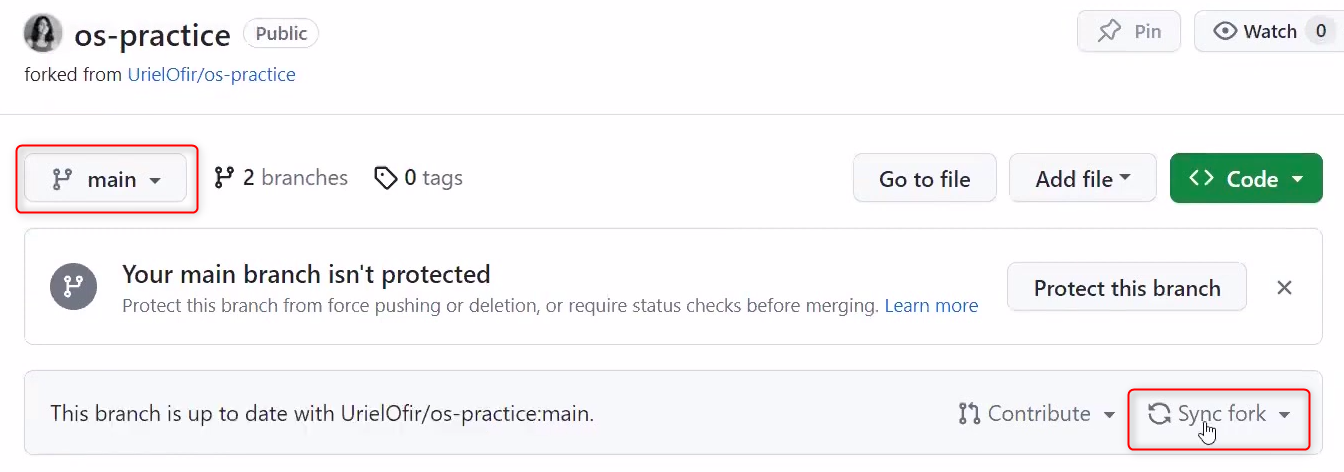 os-practice Public Pin Watch 0
forked from UrielOfir/os-practice
main 2 branches 0 tags Go to file Add file Code
Your main branch isn't protected
Protect this branch from force pushing or deletion, or require status checks before merging. Learn more
Protect this branch
This branch is up to date with UrielOfir/os-practice:main. Contribute Sync fork